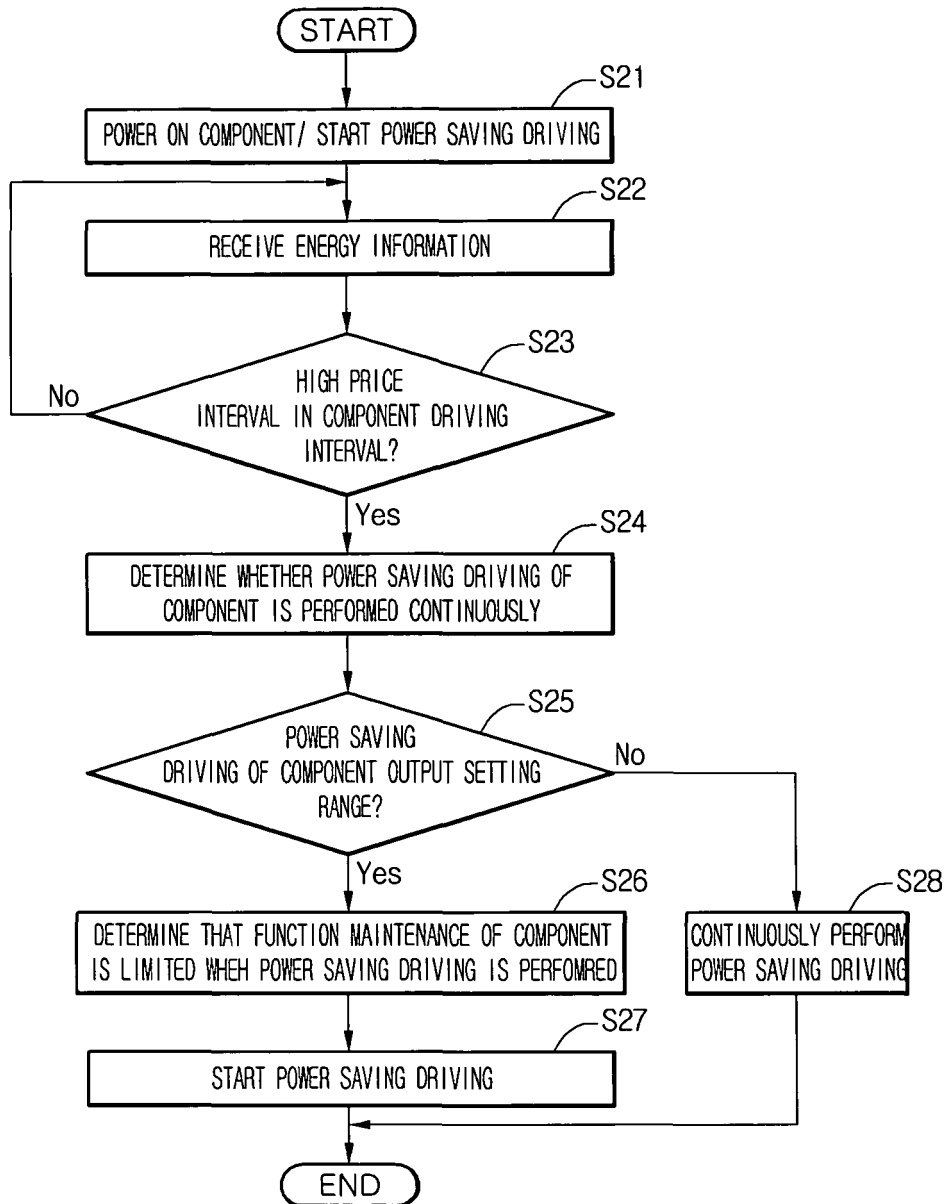 START
S21
POWER ON COMPONENT/ START POWER SAVING DRIVING
S22
RECEIVE ENERGY INFORMATION
S23
HIGH PRICE
INTERVAL IN COMPONENT DRIVING
INTERVAL?
No
Yes
S24
DETERMINE WHETHER POWER SAVING DRIVING OF
COMPONENT IS PERFORMED CONTINUOUSLY
S25
POWER SAVING
DRIVING OF COMPONENT OUTPUT SETTING
RANGE?
No
Yes
S26
DETERMINE THAT FUNCTION MAINTENANCE OF COMPONENT
IS LIMITED WHEH POWER SAVING DRIVING IS PERFOMRED
S28
CONTINUOUSLY PERFORM
POWER SAVING DRIVING
S27
START POWER SAVING DRIVING
END